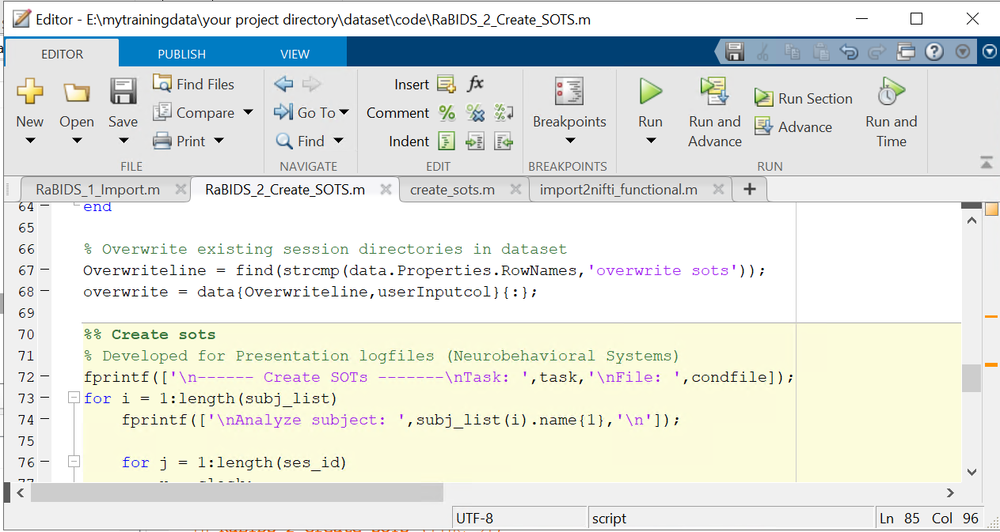 Editor - E:\mytrainingdata\your project directory\dataset\code\RaBIDS_2_Create_SOTS.m
EDITOR PUBLISH VIEW
New Open Save
Find Files
Compare
Print
FILE
Go To
Find
NAVIGATE
Insert fx
Comment
Indent
EDIT
Breakpoints
BREAKPOINTS
Run
Run and Advance
Run Section
Advance
Run and Time
RUN
RaBIDS_1_Import.m RaBIDS_2_Create_SOTS.m create_sots.m import2nifti_functional.m
64 end
65
66 % Overwrite existing session directories in dataset
67 Overwriteline = find(strcmp(data.Properties.RowNames,'overwrite sots'));
68 overwrite = data{Overwriteline,userInputcol}{:};
69
70 %% Create sots
71 % Developed for Presentation logfiles (Neurobehavioral Systems)
72 fprintf(['\n------ Create SOTs -------\nTask: ',task,'\nFile: ',condfile]);
73 for i = 1:length(subj_list)
74 fprintf(['\nAnalyze subject: ',subj_list(i).name{1},'\n']);
75
76 for j = 1:length(ses_id)
UTF-8 script Ln 85 Col 96